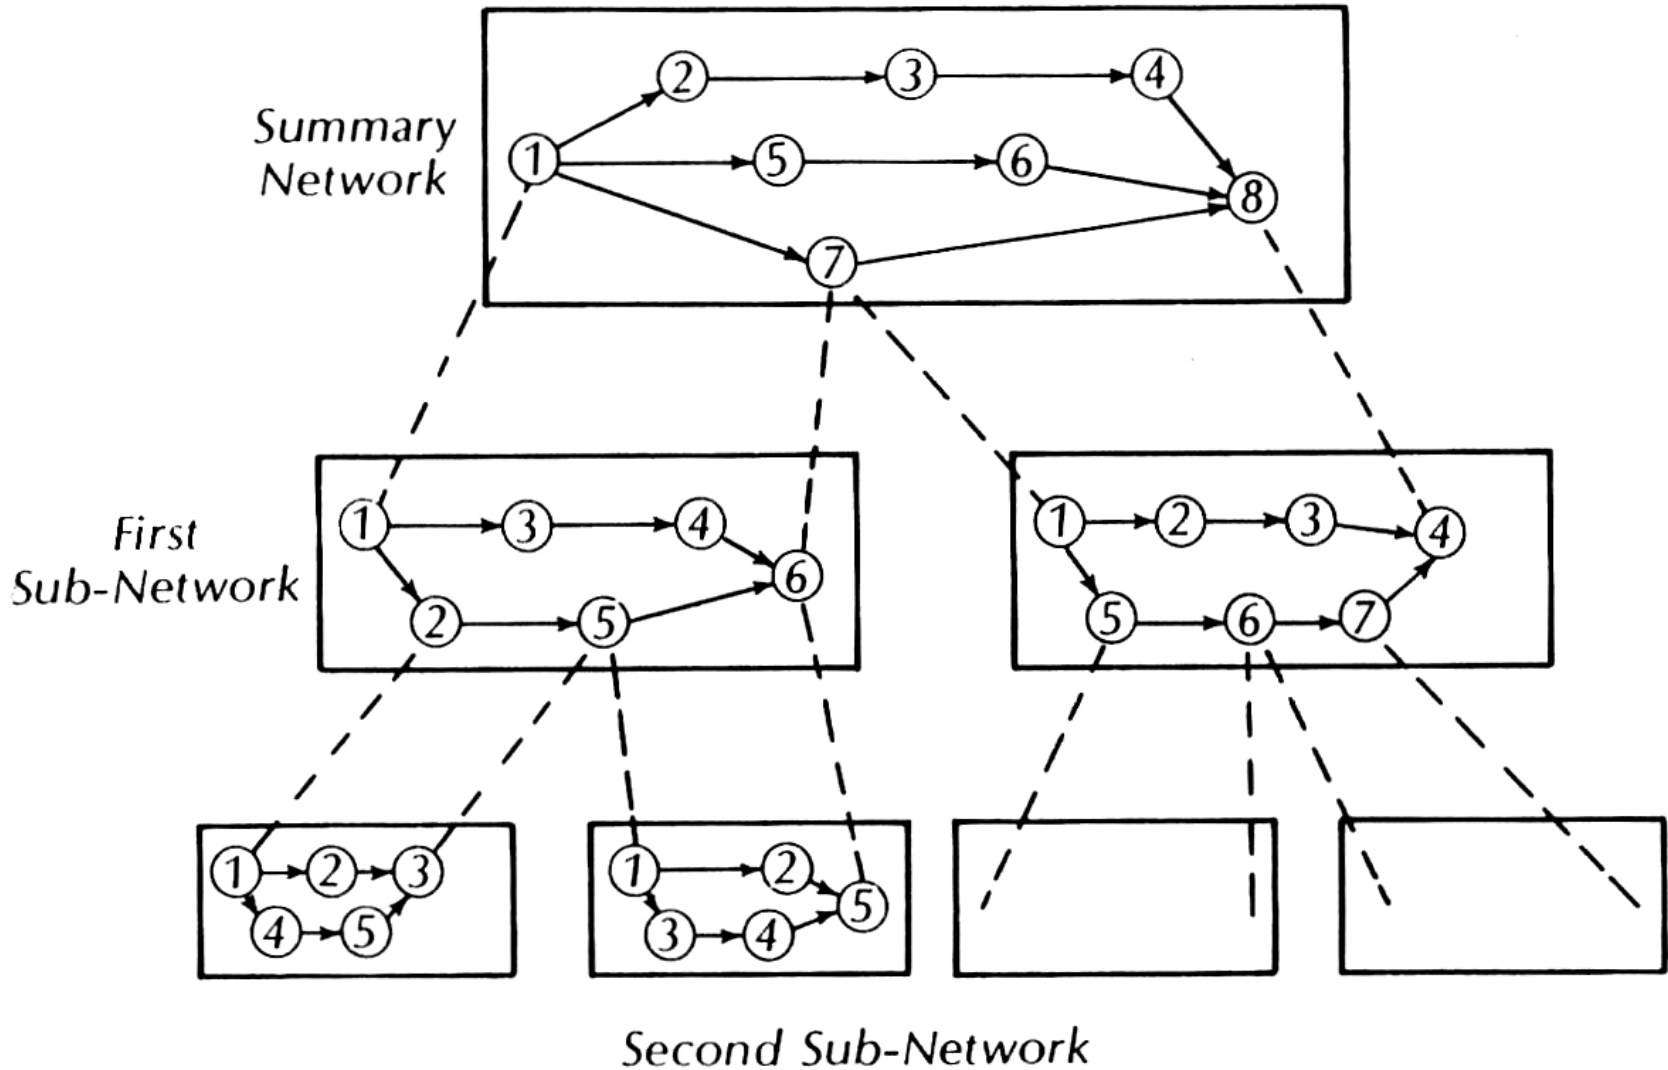 2 3 4
Summary
Network
1 5 6
8
7
1 3 4
1 2 3 4
First
Sub-Network
6
2 5
5 6 7
1 2 3
1 2
4 5
3 4
5
Second Sub-Network